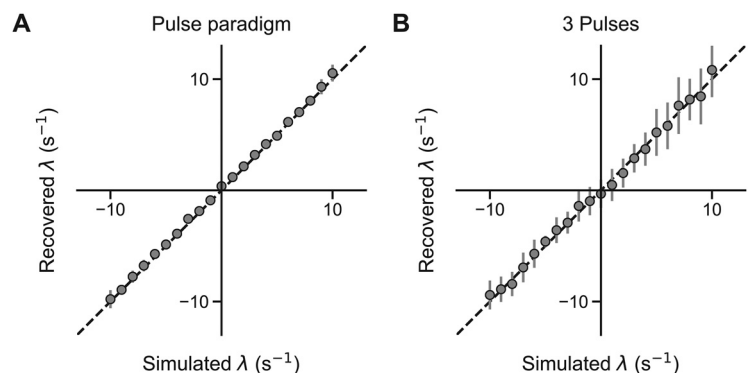 A
Pulse paradigm
10
−10
10
−10
Recovered λ (s⁻¹)
Simulated λ (s⁻¹)
B
3 Pulses
10
−10
10
−10
Recovered λ (s⁻¹)
Simulated λ (s⁻¹)